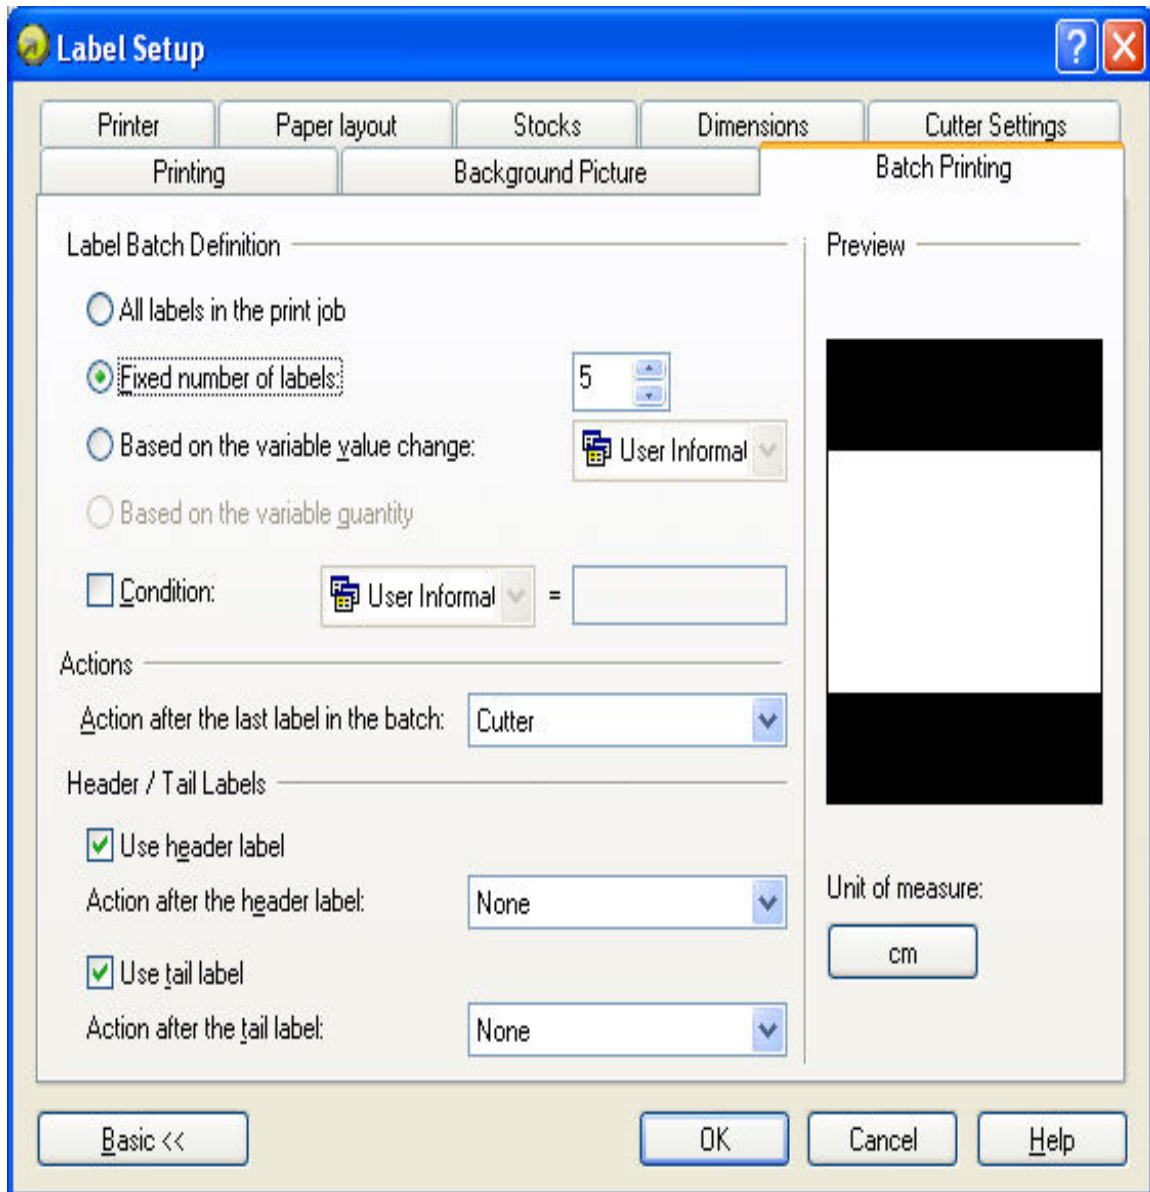 Label Setup
Printer Paper layout Stocks Dimensions Cutter Settings
Printing Background Picture Batch Printing
Label Batch Definition
Preview
All labels in the print job
Fixed number of labels: 5
Based on the variable value change: User Informat
Based on the variable quantity
Condition: User Informat =
Actions
Action after the last label in the batch: Cutter
Header / Tail Labels
Use header label
Action after the header label: None
Unit of measure:
cm
Use tail label
Action after the tail label: None
Basic << OK Cancel Help